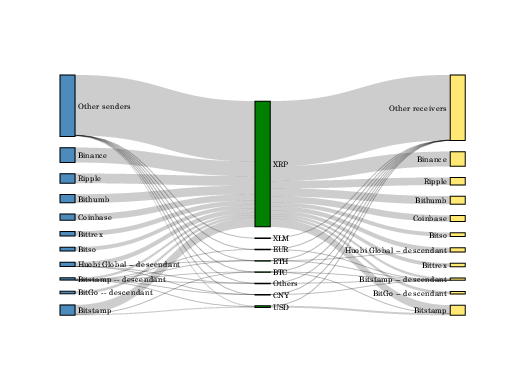 Other senders
Binance
Ripple
Bithumb
Coinbase
Bittrex
Bitso
Huobi Global -- descendant
Bitstamp -- descendant
BitGo -- descendant
Bitstamp
XRP
XLM
EUR
ETH
BTC
Others
CNY
USD
Other receivers
Binance
Ripple
Bithumb
Coinbase
Bitso
Huobi Global -- descendant
Bittrex
Bitstamp -- descendant
BitGo -- descendant
Bitstamp